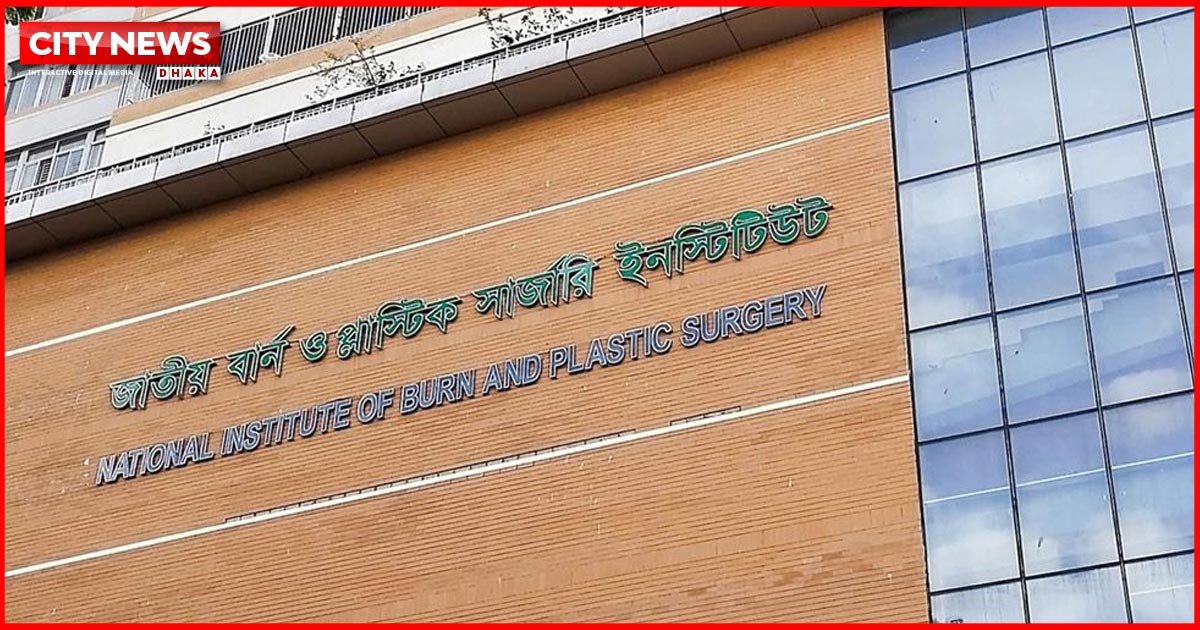 CITY NEWS
INTERACTIVE DIGITAL MEDIA
DHAKA
জাতীয় বার্ন ও প্লাস্টিক সার্জারি ইনস্টিটিউট
NATIONAL INSTITUTE OF BURN AND PLASTIC SURGERY